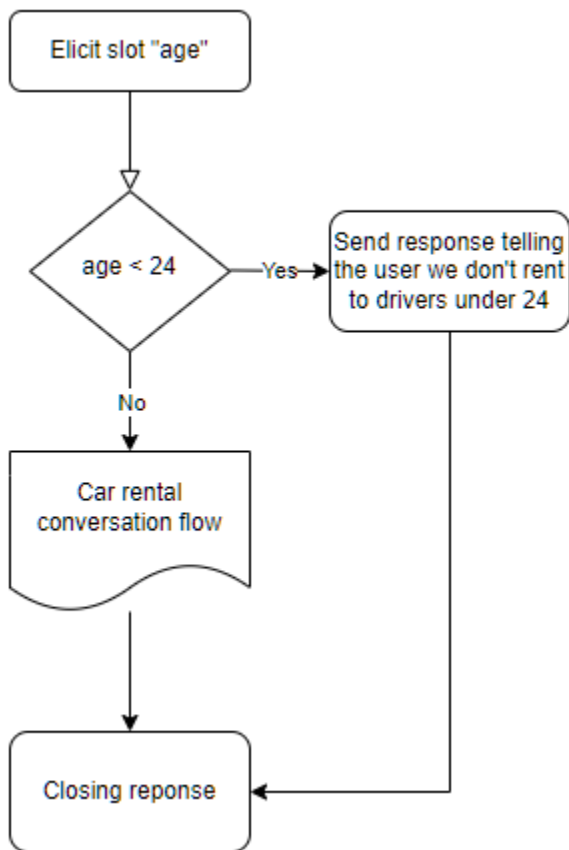 Elicit slot "age"
age < 24
Yes
Send response telling
the user we don't rent
to drivers under 24
No
Car rental
conversation flow
Closing reponse